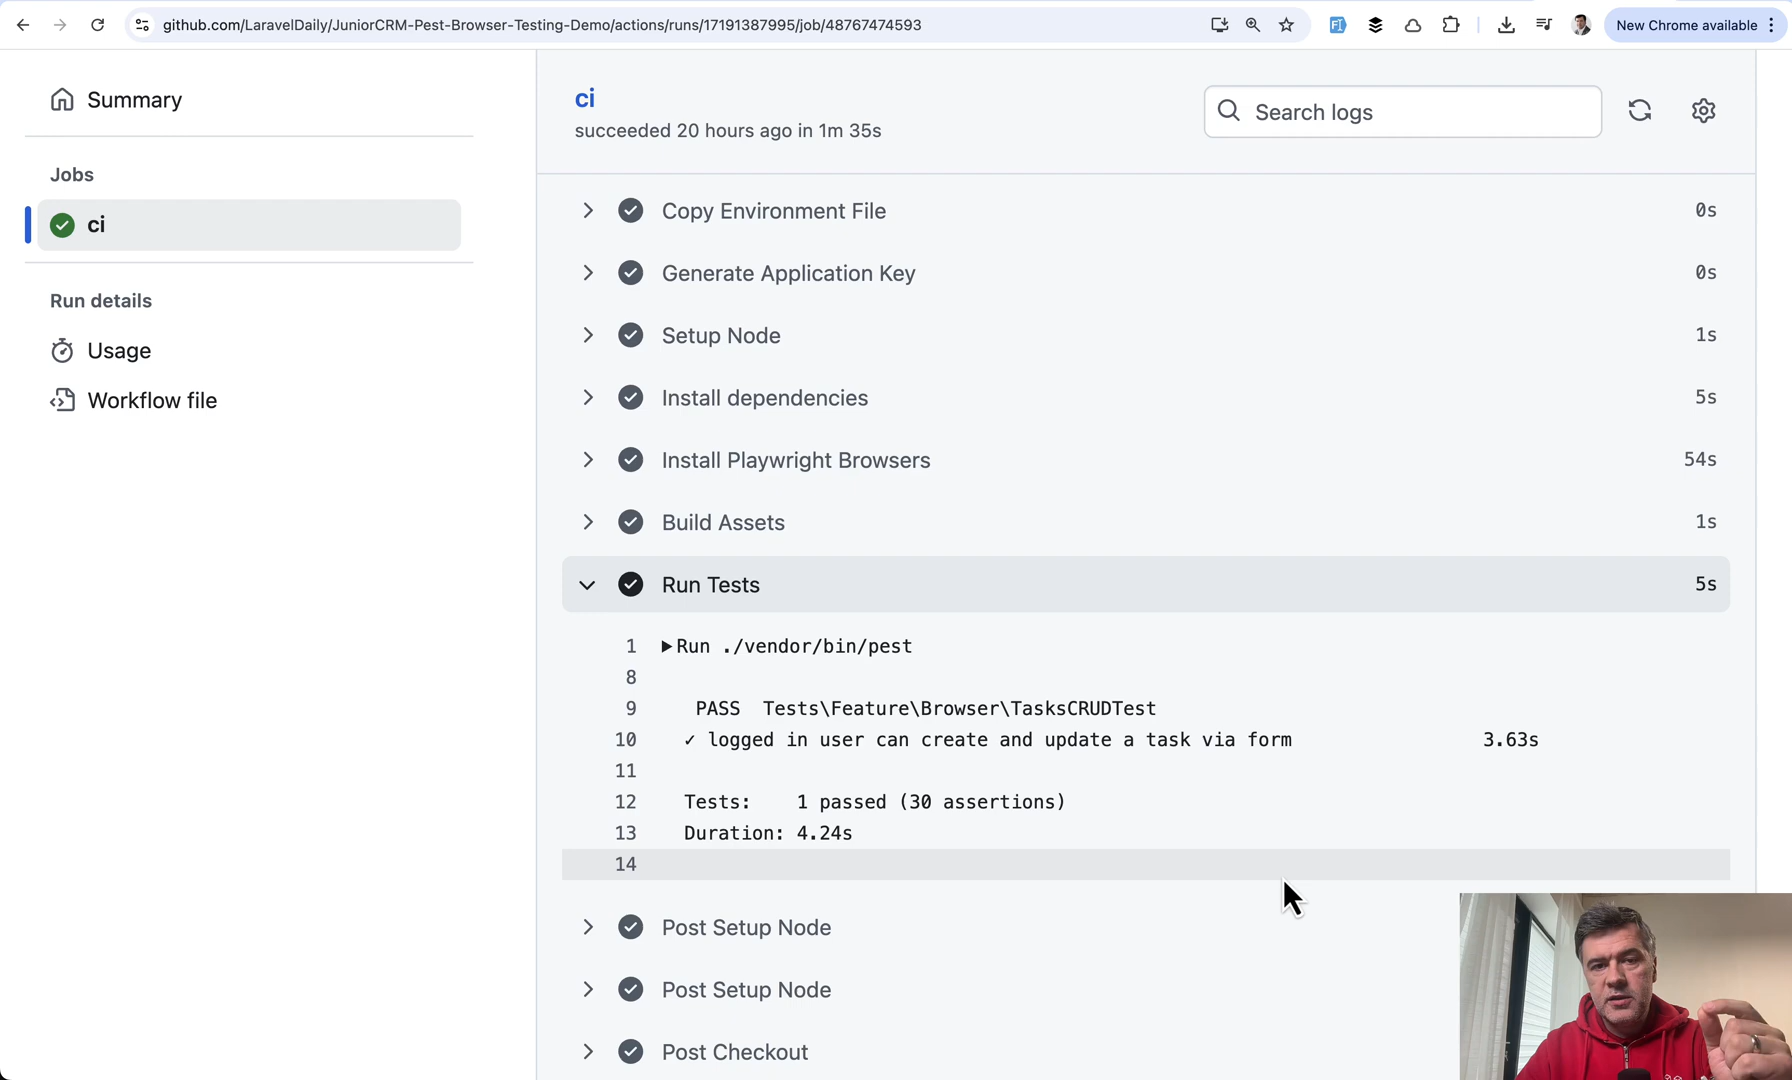 github.com/LaravelDaily/JuniorCRM-Pest-Browser-Testing-Demo/actions/runs/17191387995/job/48767474593
New Chrome available
Summary
Jobs
ci
Run details
Usage
Workflow file
ci
succeeded 20 hours ago in 1m 35s
Search logs
Copy Environment File 0s
Generate Application Key 0s
Setup Node 1s
Install dependencies 5s
Install Playwright Browsers 54s
Build Assets 1s
Run Tests 5s
1 ▶Run ./vendor/bin/pest
8
9 PASS Tests\Feature\Browser\TasksCRUDTest
10 ✓ logged in user can create and update a task via form 3.63s
11
12 Tests: 1 passed (30 assertions)
13 Duration: 4.24s
14
Post Setup Node
Post Setup Node
Post Checkout